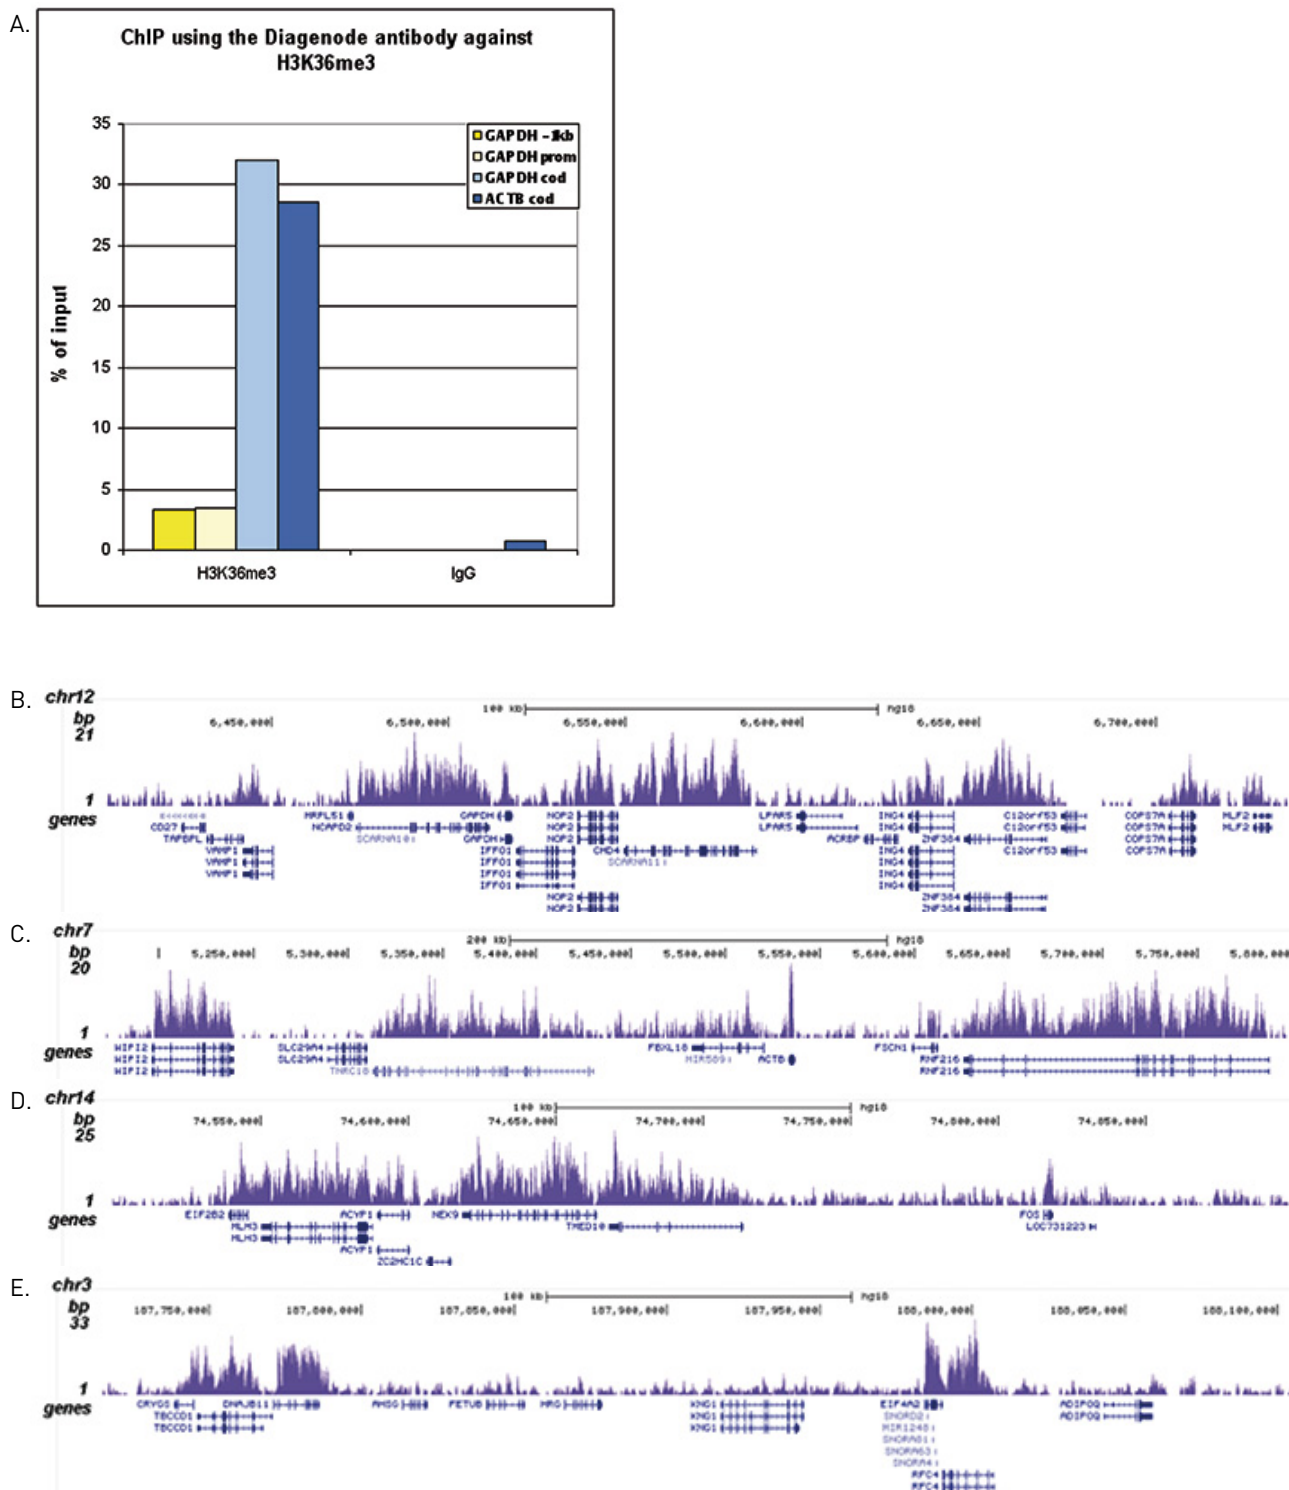 A.
ChIP using the Diagenode antibody against
H3K36me3
35
30
25
20
15
10
5
0
% of input
GAPDH -1kb
GAPDH prom
GAPDH cod
ACTB cod
H3K36me3 IgG
B.
chr12
100 kb hg18
bp 6,450,000 6,500,000 6,550,000 6,600,000 6,650,000 6,700,000
21
1
genes
MRPL51 GAPDH NOP2 LPAR5 ING4 C12orf53 COPS7A MLF2
CD27 NCAPD2 NOP2 LPAR5 ING4 C12orf53 COPS7A MLF2
TAPBPL SCARNA10 GAPDH NOP2 ACRBP ING4 ZNF384 COPS7A
VAMP1 IFFO1 CHD4 ING4 C12orf53 COPS7A
VAMP1 IFFO1 SCARNA11 ING4
VAMP1 IFFO1 ING4
IFFO1 ING4
NOP2 ZNF384
NOP2 ZNF384
C.
chr7
200 kb hg18
bp 5,250,000 5,300,000 5,350,000 5,400,000 5,450,000 5,500,000 5,550,000 5,600,000 5,650,000 5,700,000 5,750,000 5,800,000
20
1
genes
WIPI2 SLC29A4 FBXL18 FSCN1
WIPI2 SLC29A4 MIR589 ACTB RNF216
WIPI2 TNRC18 RNF216
D.
chr14
100 kb hg18
bp 74,550,000 74,600,000 74,650,000 74,700,000 74,750,000 74,800,000 74,850,000
25
1
genes
EIF2B2 ACYP1 NEK9 FOS
MLH3 TMED10 LOC731223
MLH3
ACYP1
ZC2HC1C
E.
chr3
100 kb hg18
bp 187,750,000 187,800,000 187,850,000 187,900,000 187,950,000 188,000,000 188,050,000 188,100,000
33
1
genes
CRYGS DNAJB11 AHSG FETUB HRG KNG1 EIF4A2 ADIPOQ
TBCCD1 KNG1 SNORD2 ADIPOQ
TBCCD1 KNG1 MIR1248
SNORA81
SNORA63
SNORA4
RFC4
RFC4